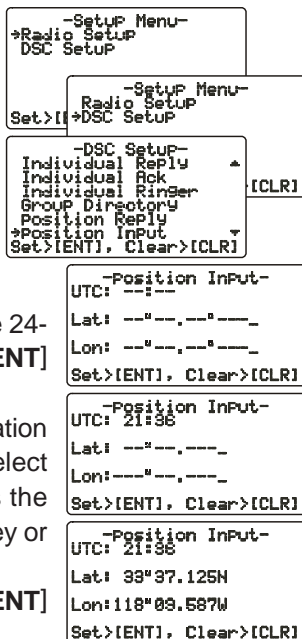 -Setup Menu-
→Radio Setup
DSC Setup
-Setup Menu-
Radio Setup
Set>[E
→DSC Setup
-DSC Setup-
Individual Reply
Individual Ack
Individual Ringer
Group Directory
Position Reply
→Position Input
Set>[ENT], Clear>[CLR]
[CLR]
-Position Input-
UTC: --:--
Lat: --°--.--°---_
Lon: --°--.--°---_
Set>[ENT], Clear>[CLR]
e 24-
ENT]
-Position Input-
UTC: 21:36
Lat: --°--.---_
Lon:---°--.---_
Set>[ENT], Clear>[CLR]
ation
elect
the
ey or
-Position Input-
UTC: 21:36
Lat: 33°37.125N
Lon:118°09.587W
Set>[ENT], Clear>[CLR]
ENT]